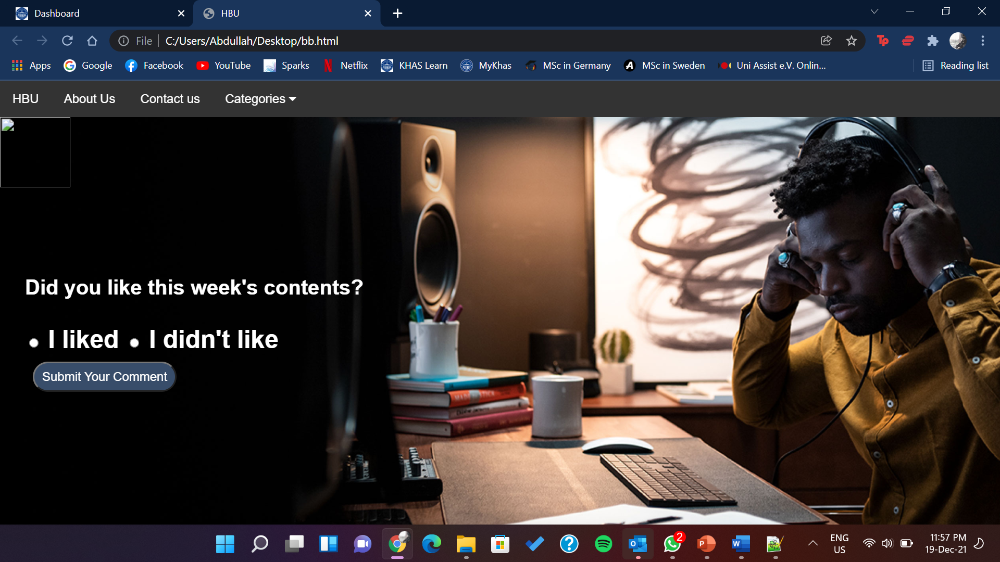 Dashboard
HBU
File
C:/Users/Abdullah/Desktop/bb.html
Apps
Google
Facebook
YouTube
Sparks
Netflix
KHAS Learn
MyKhas
MSc in Germany
MSc in Sweden
Uni Assist e.V. Onlin...
Reading list
HBU
About Us
Contact us
Categories
Did you like this week's contents?
I liked
I didn't like
Submit Your Comment
2
ENG
US
11:57 PM
19-Dec-21